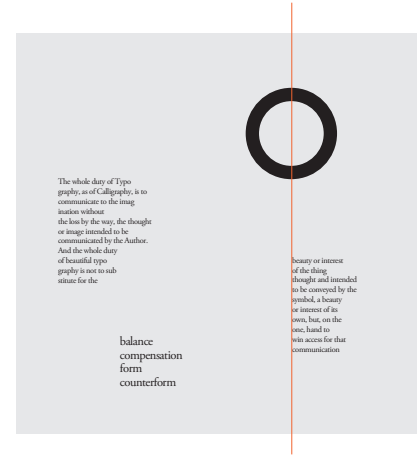 The whole duty of Typo
graphy, as of Calligraphy, is to
communicate to the imag
ination without
the loss by the way, the thought
or image intended to be
communicated by the Author.
And the whole duty
of beautiful typo
graphy is not to sub
stitute for the
beauty or interest
of the thing
thought and intended
to be conveyed by the
symbol, a beauty
or interest of its
own, but, on the
one, hand to
win access for that
communication
balance
compensation
form
counterform